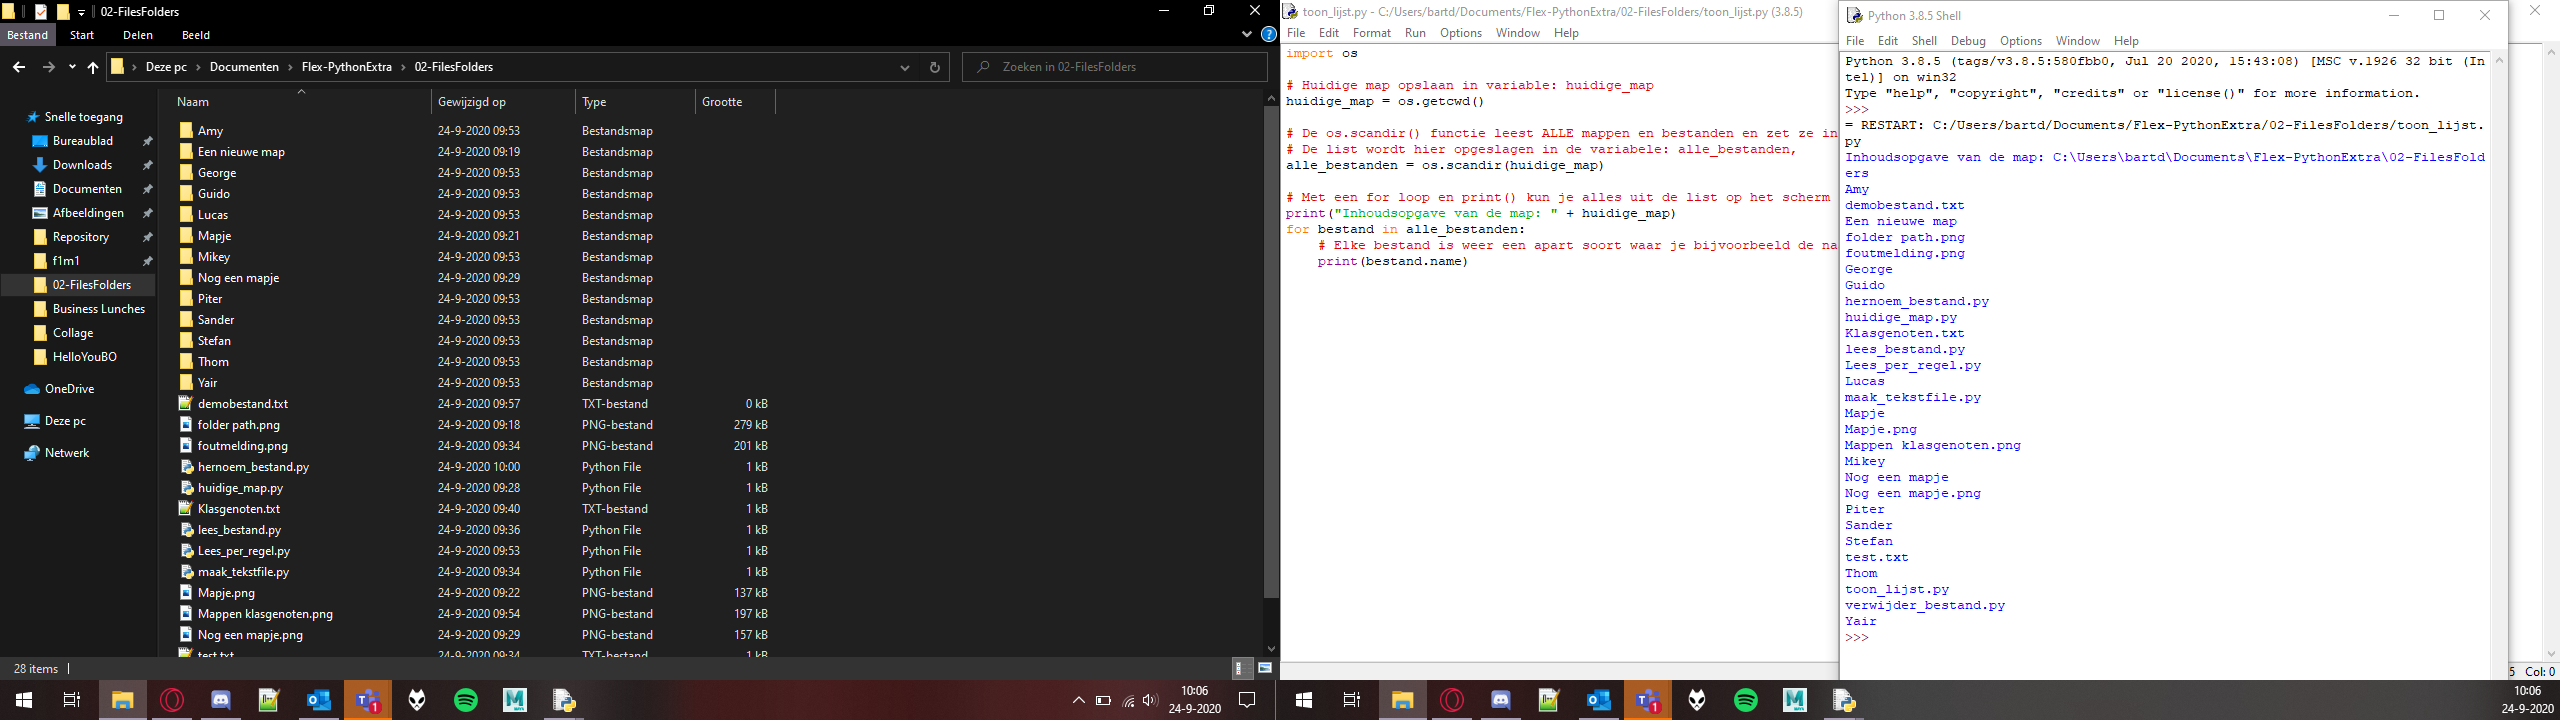 02-FilesFolders
Bestand Start Delen Beeld
Deze pc › Documenten › Flex-PythonExtra › 02-FilesFolders
Zoeken in 02-FilesFolders
Snelle toegang
Bureaublad
Downloads
Documenten
Afbeeldingen
Repository
f1m1
02-FilesFolders
Business Lunches
Collage
HelloYouBO
OneDrive
Deze pc
Netwerk
Naam Gewijzigd op Type Grootte
Amy 24-9-2020 09:53 Bestandsmap
Een nieuwe map 24-9-2020 09:19 Bestandsmap
George 24-9-2020 09:53 Bestandsmap
Guido 24-9-2020 09:53 Bestandsmap
Lucas 24-9-2020 09:53 Bestandsmap
Mapje 24-9-2020 09:21 Bestandsmap
Mikey 24-9-2020 09:53 Bestandsmap
Nog een mapje 24-9-2020 09:29 Bestandsmap
Piter 24-9-2020 09:53 Bestandsmap
Sander 24-9-2020 09:53 Bestandsmap
Stefan 24-9-2020 09:53 Bestandsmap
Thom 24-9-2020 09:53 Bestandsmap
Yair 24-9-2020 09:53 Bestandsmap
demobestand.txt 24-9-2020 09:57 TXT-bestand 0 kB
folder path.png 24-9-2020 09:18 PNG-bestand 279 kB
foutmelding.png 24-9-2020 09:34 PNG-bestand 201 kB
hernoem_bestand.py 24-9-2020 10:00 Python File 1 kB
huidige_map.py 24-9-2020 09:28 Python File 1 kB
Klasgenoten.txt 24-9-2020 09:40 TXT-bestand 1 kB
lees_bestand.py 24-9-2020 09:36 Python File 1 kB
Lees_per_regel.py 24-9-2020 09:53 Python File 1 kB
maak_tekstfile.py 24-9-2020 09:34 Python File 1 kB
Mapje.png 24-9-2020 09:22 PNG-bestand 137 kB
Mappen klasgenoten.png 24-9-2020 09:54 PNG-bestand 197 kB
Nog een mapje.png 24-9-2020 09:29 PNG-bestand 157 kB
test.txt 24-9-2020 09:34 TXT-bestand 1 kB
28 items
10:06
24-9-2020
toon_lijst.py - C:/Users/bartd/Documents/Flex-PythonExtra/02-FilesFolders/toon_lijst.py (3.8.5)
File Edit Format Run Options Window Help
import os
# Huidige map opslaan in variable: huidige_map
huidige_map = os.getcwd()
# De os.scandir() functie leest ALLE mappen en bestanden en zet ze in
# De list wordt hier opgeslagen in de variabele: alle_bestanden,
alle_bestanden = os.scandir(huidige_map)
# Met een for loop en print() kun je alles uit de list op het scherm
print("Inhoudsopgave van de map: " + huidige_map)
for bestand in alle_bestanden:
# Elke bestand is weer een apart soort waar je bijvoorbeeld de na
print(bestand.name)
Python 3.8.5 Shell
File Edit Shell Debug Options Window Help
Python 3.8.5 (tags/v3.8.5:580fbb0, Jul 20 2020, 15:43:08) [MSC v.1926 32 bit (In
tel)] on win32
Type "help", "copyright", "credits" or "license()" for more information.
>>>
= RESTART: C:/Users/bartd/Documents/Flex-PythonExtra/02-FilesFolders/toon_lijst.
py
Inhoudsopgave van de map: C:\Users\bartd\Documents\Flex-PythonExtra\02-FilesFold
ers
Amy
demobestand.txt
Een nieuwe map
folder path.png
foutmelding.png
George
Guido
hernoem_bestand.py
huidige_map.py
Klasgenoten.txt
lees_bestand.py
Lees_per_regel.py
Lucas
maak_tekstfile.py
Mapje
Mapje.png
Mappen klasgenoten.png
Mikey
Nog een mapje
Nog een mapje.png
Piter
Sander
Stefan
test.txt
Thom
toon_lijst.py
verwijder_bestand.py
Yair
>>>
5 Col: 0
10:06
24-9-2020